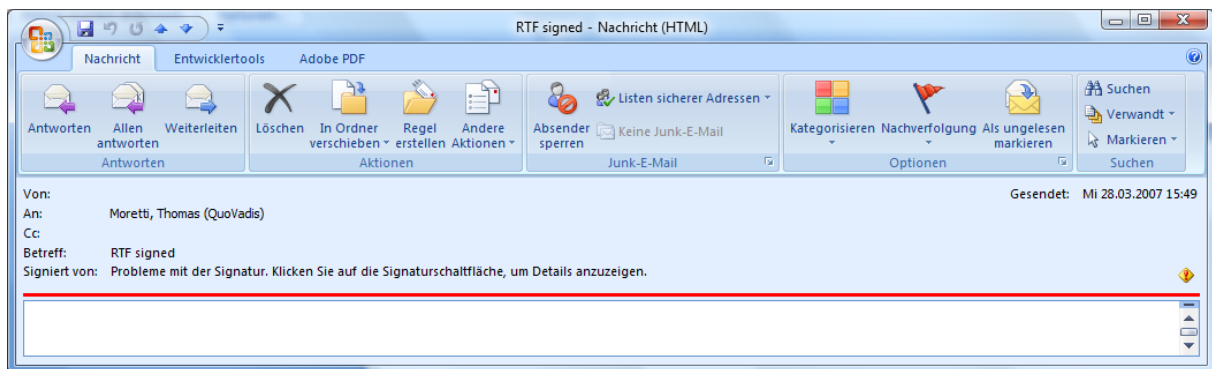 RTF signed - Nachricht (HTML)
Nachricht Entwicklertools Adobe PDF
Antworten Allen antworten Weiterleiten
Antworten
Löschen In Ordner verschieben Regel erstellen Andere Aktionen
Aktionen
Absender sperren Listen sicherer Adressen
Keine Junk-E-Mail
Junk-E-Mail
Kategorisieren Nachverfolgung Als ungelesen markieren
Optionen
Suchen
Verwandt
Markieren
Suchen
Von: Gesendet: Mi 28.03.2007 15:49
An: Moretti, Thomas (QuoVadis)
Cc:
Betreff: RTF signed
Signiert von: Probleme mit der Signatur. Klicken Sie auf die Signaturschaltfläche, um Details anzuzeigen.